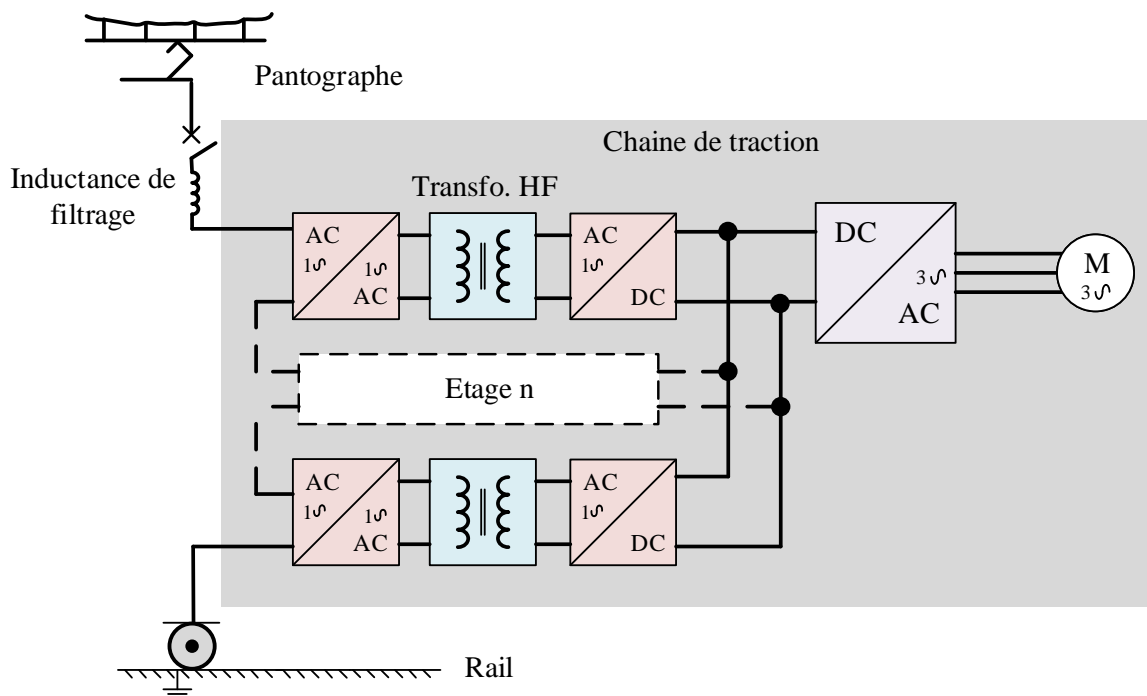 Pantographe
Chaine de traction
Inductance de
filtrage
Transfo. HF
AC
1∿
1∿
AC
AC
1∿
DC
DC
3∿
AC
M
3∿
Etage n
AC
1∿
1∿
AC
AC
1∿
DC
Rail